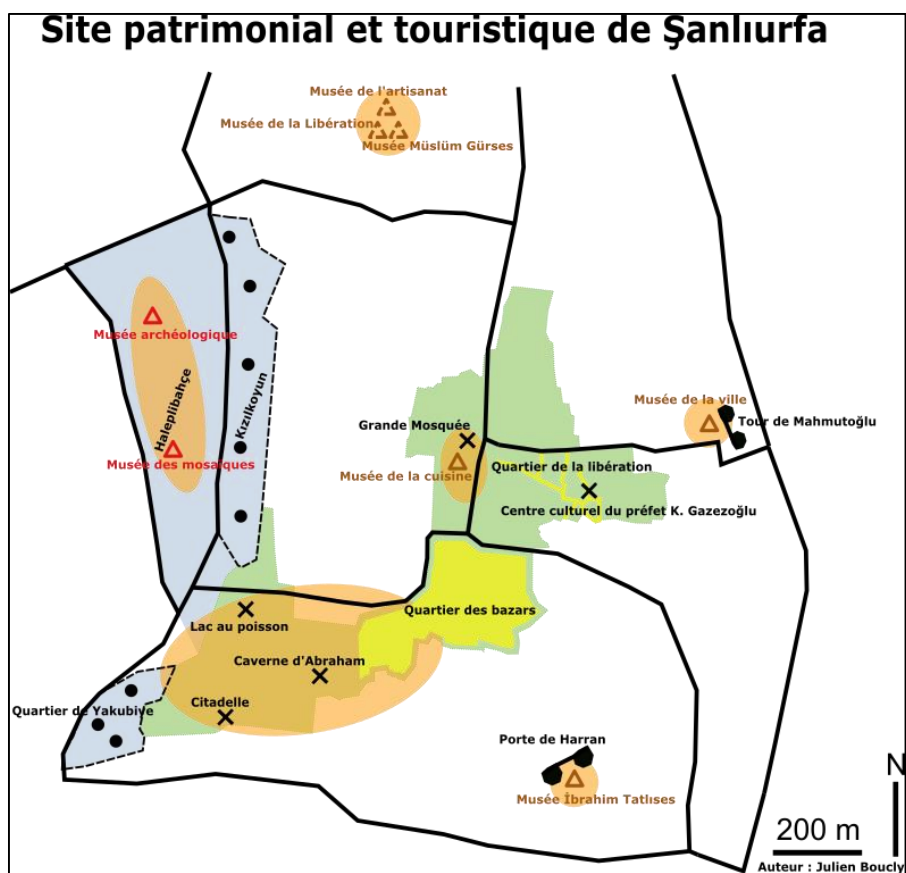 Site patrimonial et touristique de Şanlıurfa
Musée de l'artisanat
Musée de la Libération
Musée Müslüm Gürses
Musée archéologique
Haleplibahçe
Kızılkoyun
Musée des mosaïques
Grande Mosquée
Musée de la cuisine
Musée de la ville
Tour de Mahmutoğlu
Quartier de la libération
Centre culturel du préfet K. Gazezoğlu
Quartier des bazars
Lac au poisson
Caverne d'Abraham
Citadelle
Quartier de Yakubiye
Porte de Harran
Musée İbrahim Tatlıses
N
200 m
Auteur : Julien Boucly